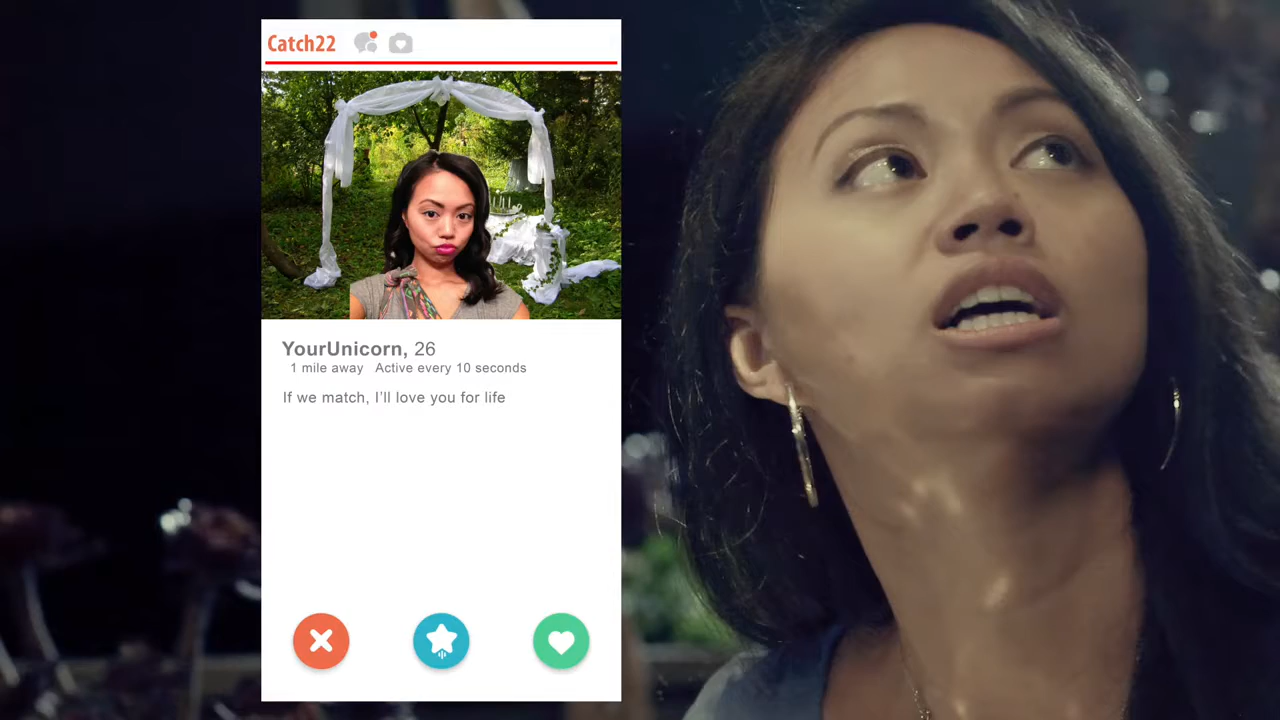 Catch22
YourUnicorn, 26
1 mile away Active every 10 seconds
If we match, I'll love you for life